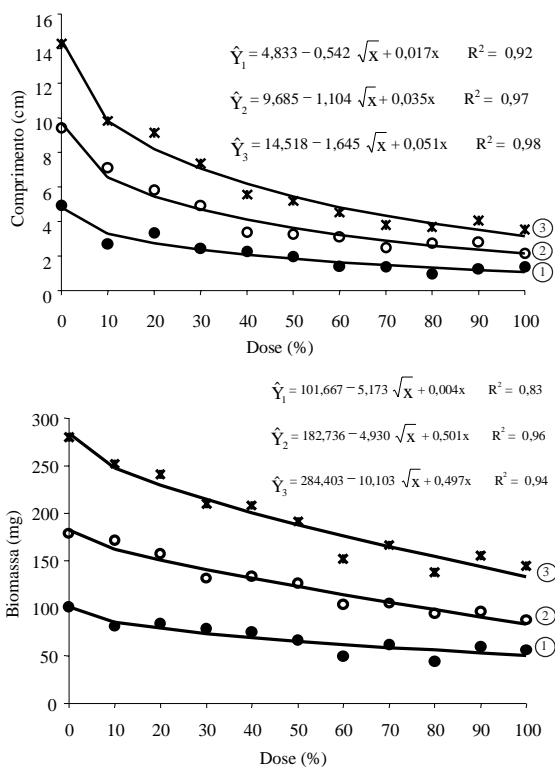 16
14
12
10
8
6
4
2
0
Comprimento (cm)
Ŷ1 = 4,833 – 0,542 √x + 0,017x R² = 0,92
Ŷ2 = 9,685 – 1,104 √x + 0,035x R² = 0,97
Ŷ3 = 14,518 – 1,645 √x + 0,051x R² = 0,98
3
2
1
0 10 20 30 40 50 60 70 80 90 100
Dose (%)
Ŷ1 = 101,667 – 5,173 √x + 0,004x R² = 0,83
Ŷ2 = 182,736 – 4,930 √x + 0,501x R² = 0,96
Ŷ3 = 284,403 – 10,103 √x + 0,497x R² = 0,94
300
250
200
150
100
50
0
Biomassa (mg)
3
2
1
0 10 20 30 40 50 60 70 80 90 100
Dose (%)